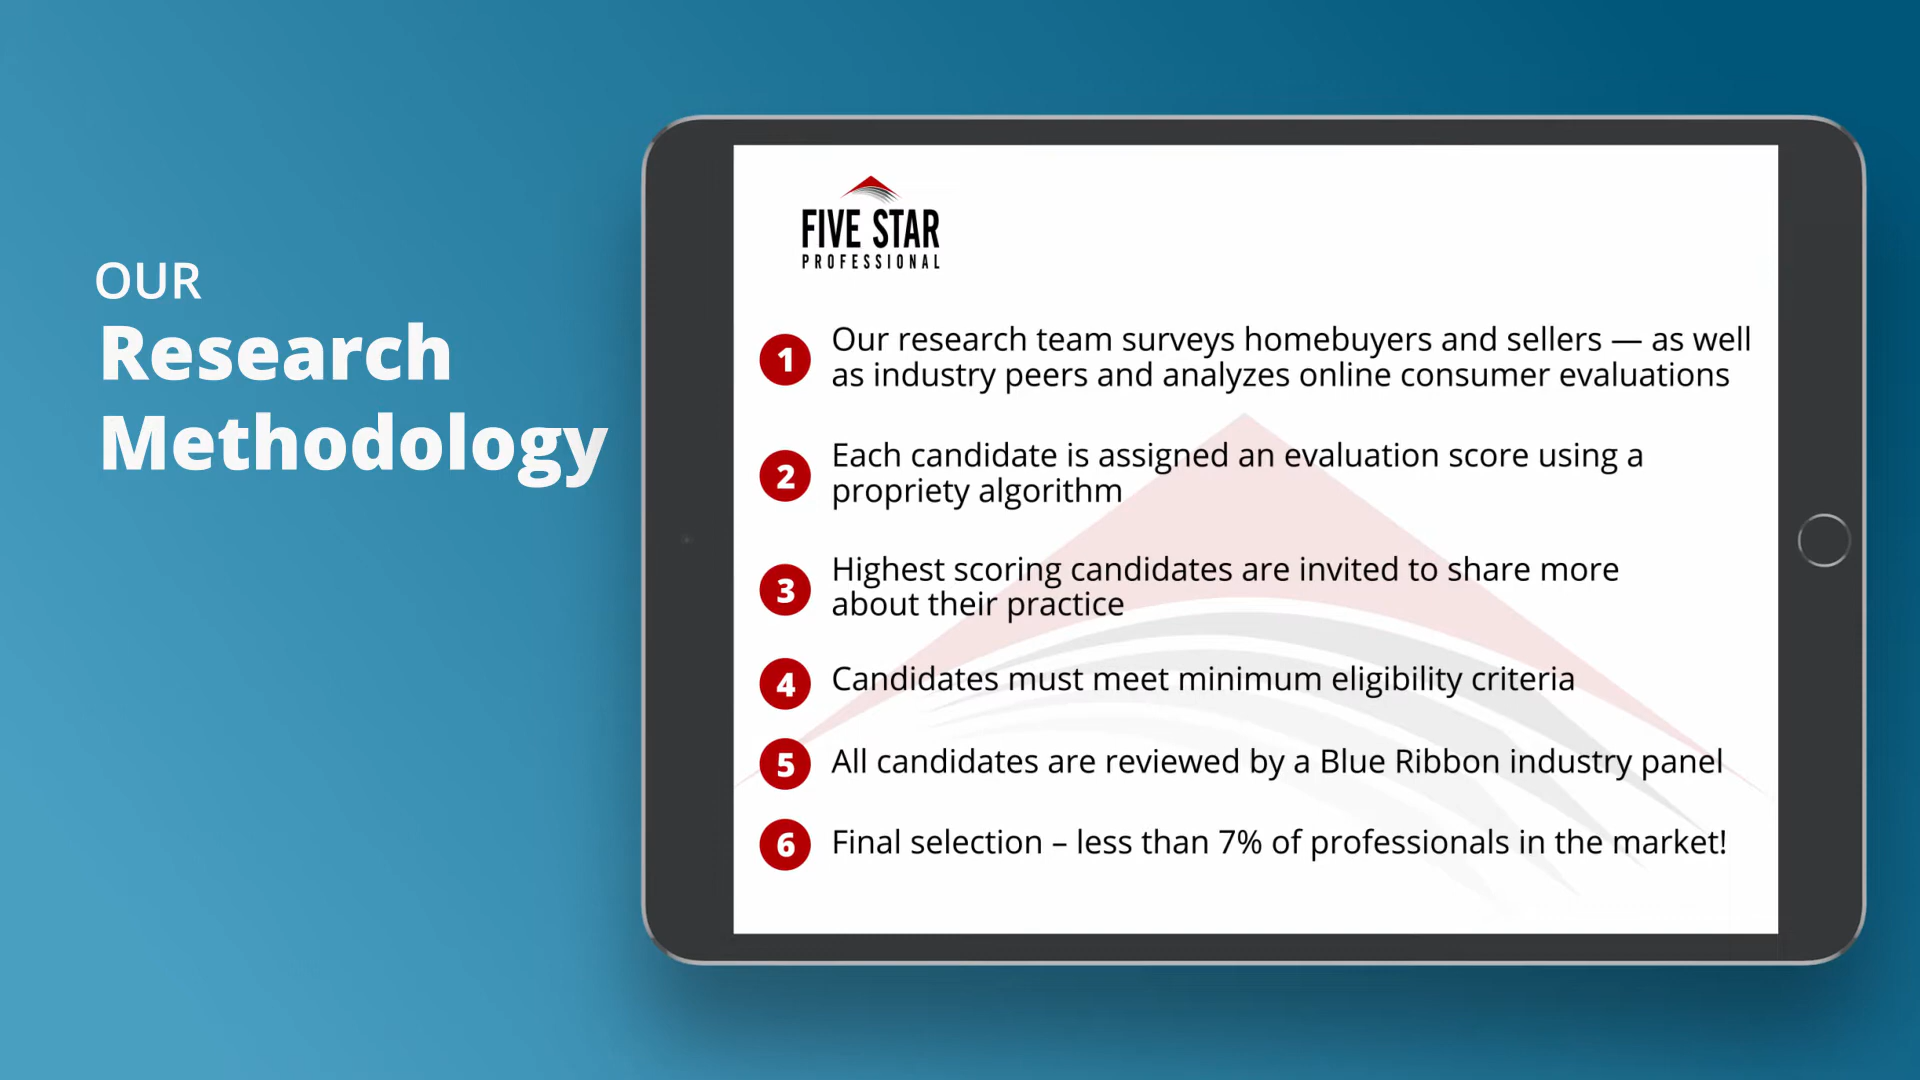 OUR
Research
Methodology
FIVE STAR
PROFESSIONAL
1 Our research team surveys homebuyers and sellers — as well
as industry peers and analyzes online consumer evaluations
2 Each candidate is assigned an evaluation score using a
propriety algorithm
3 Highest scoring candidates are invited to share more
about their practice
4 Candidates must meet minimum eligibility criteria
5 All candidates are reviewed by a Blue Ribbon industry panel
6 Final selection – less than 7% of professionals in the market!